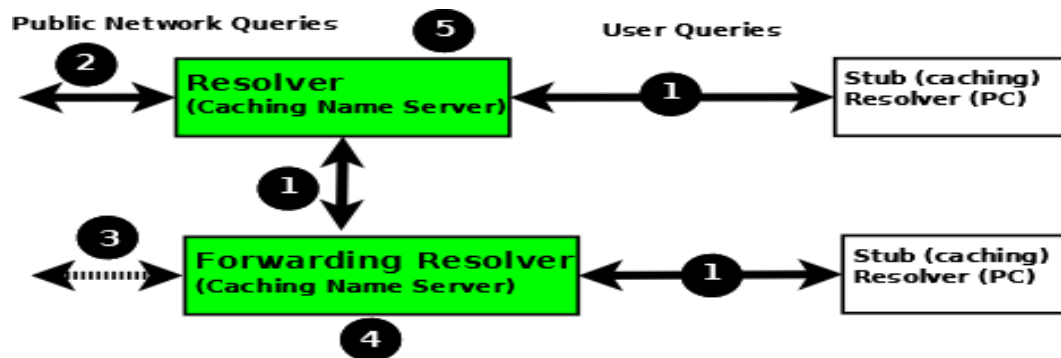 Public Network Queries
5
User Queries
2
Resolver
(Caching Name Server)
1
Stub (caching)
Resolver (PC)
1
3
Forwarding Resolver
(Caching Name Server)
1
Stub (caching)
Resolver (PC)
4